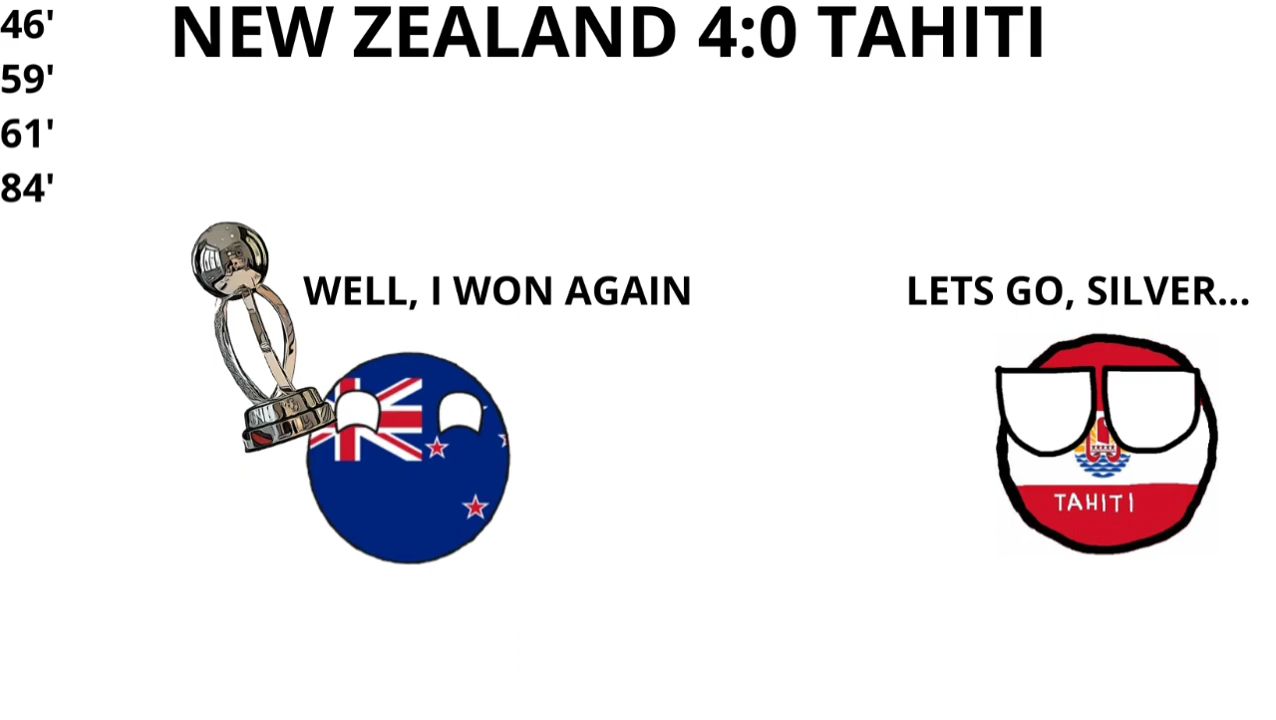 NEW ZEALAND 4:0 TAHITI
46'
59'
61'
84'
WELL, I WON AGAIN
LETS GO, SILVER...
TAHITI